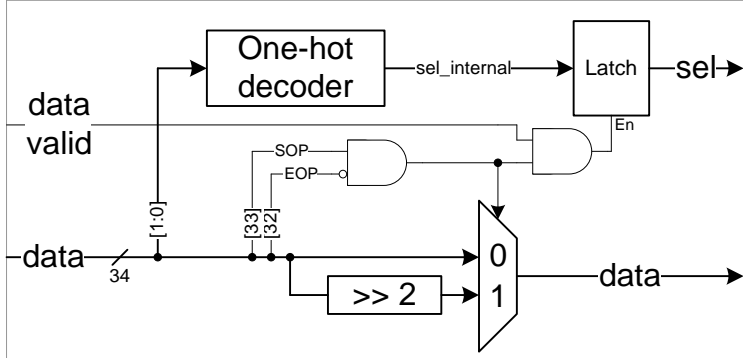 One-hot
decoder
sel_internal
Latch
sel
data
valid
En
SOP
EOP
[1:0]
[33]
[32]
data
34
0
1
>> 2
data